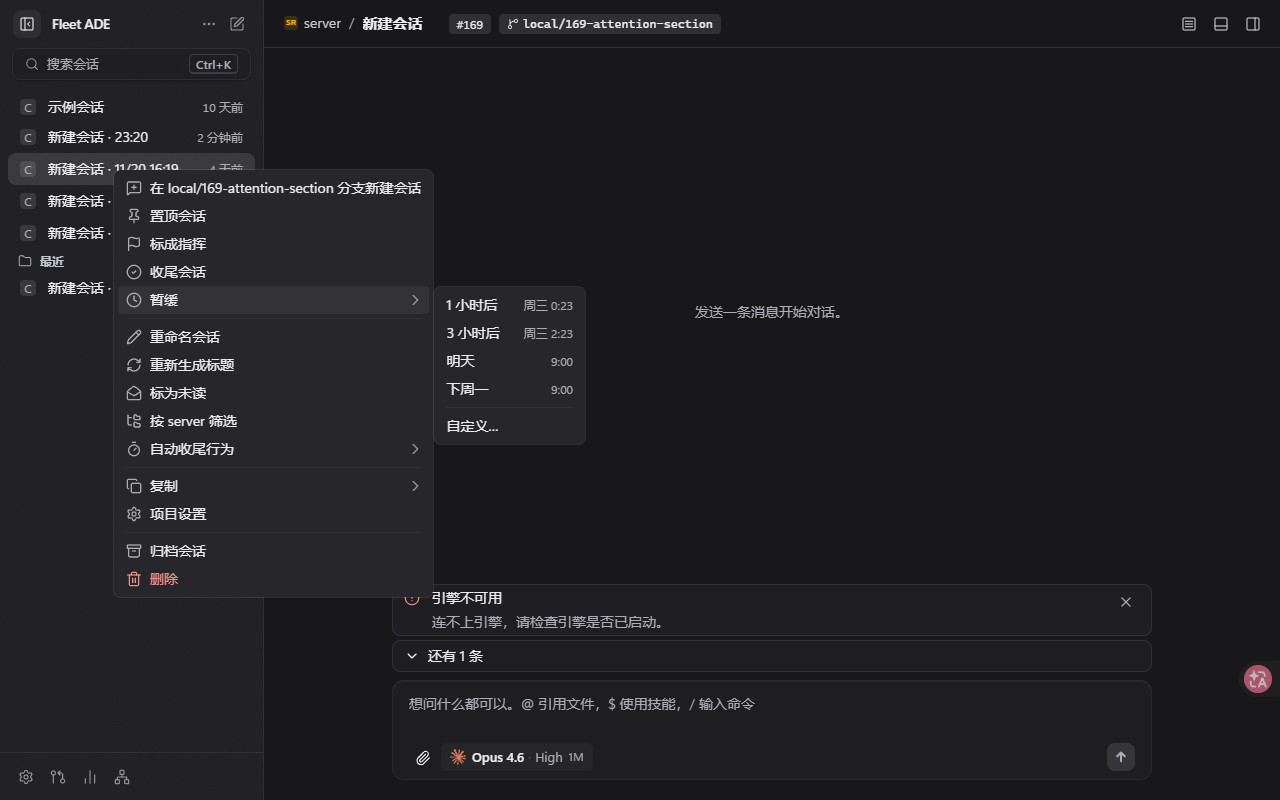 Fleet ADE
搜索会话 Ctrl+K
C 示例会话 10 天前
C 新建会话 · 23:20 2 分钟前
C 新建会话 · 11/20 16:19 4 天前
C 新建会话 ·
C 新建会话 ·
最近
C 新建会话 ·
SR server / 新建会话 #169 local/169-attention-section
在 local/169-attention-section 分支新建会话
置顶会话
标成指挥
收尾会话
暂缓
重命名会话
重新生成标题
标为未读
按 server 筛选
自动收尾行为
复制
项目设置
归档会话
删除
1 小时后 周三 0:23
3 小时后 周三 2:23
明天 9:00
下周一 9:00
自定义...
发送一条消息开始对话。
引擎不可用
连不上引擎，请检查引擎是否已启动。
还有 1 条
想问什么都可以。@ 引用文件，$ 使用技能，/ 输入命令
Opus 4.6 · High 1M